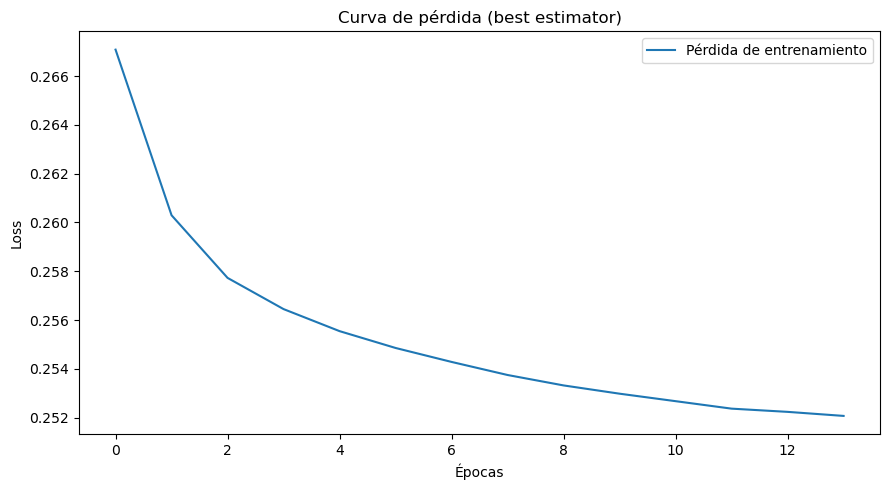 Curva de pérdida (best estimator)
Pérdida de entrenamiento
0.266
0.264
0.262
0.260
0.258
0.256
0.254
0.252
Loss
0 2 4 6 8 10 12
Épocas